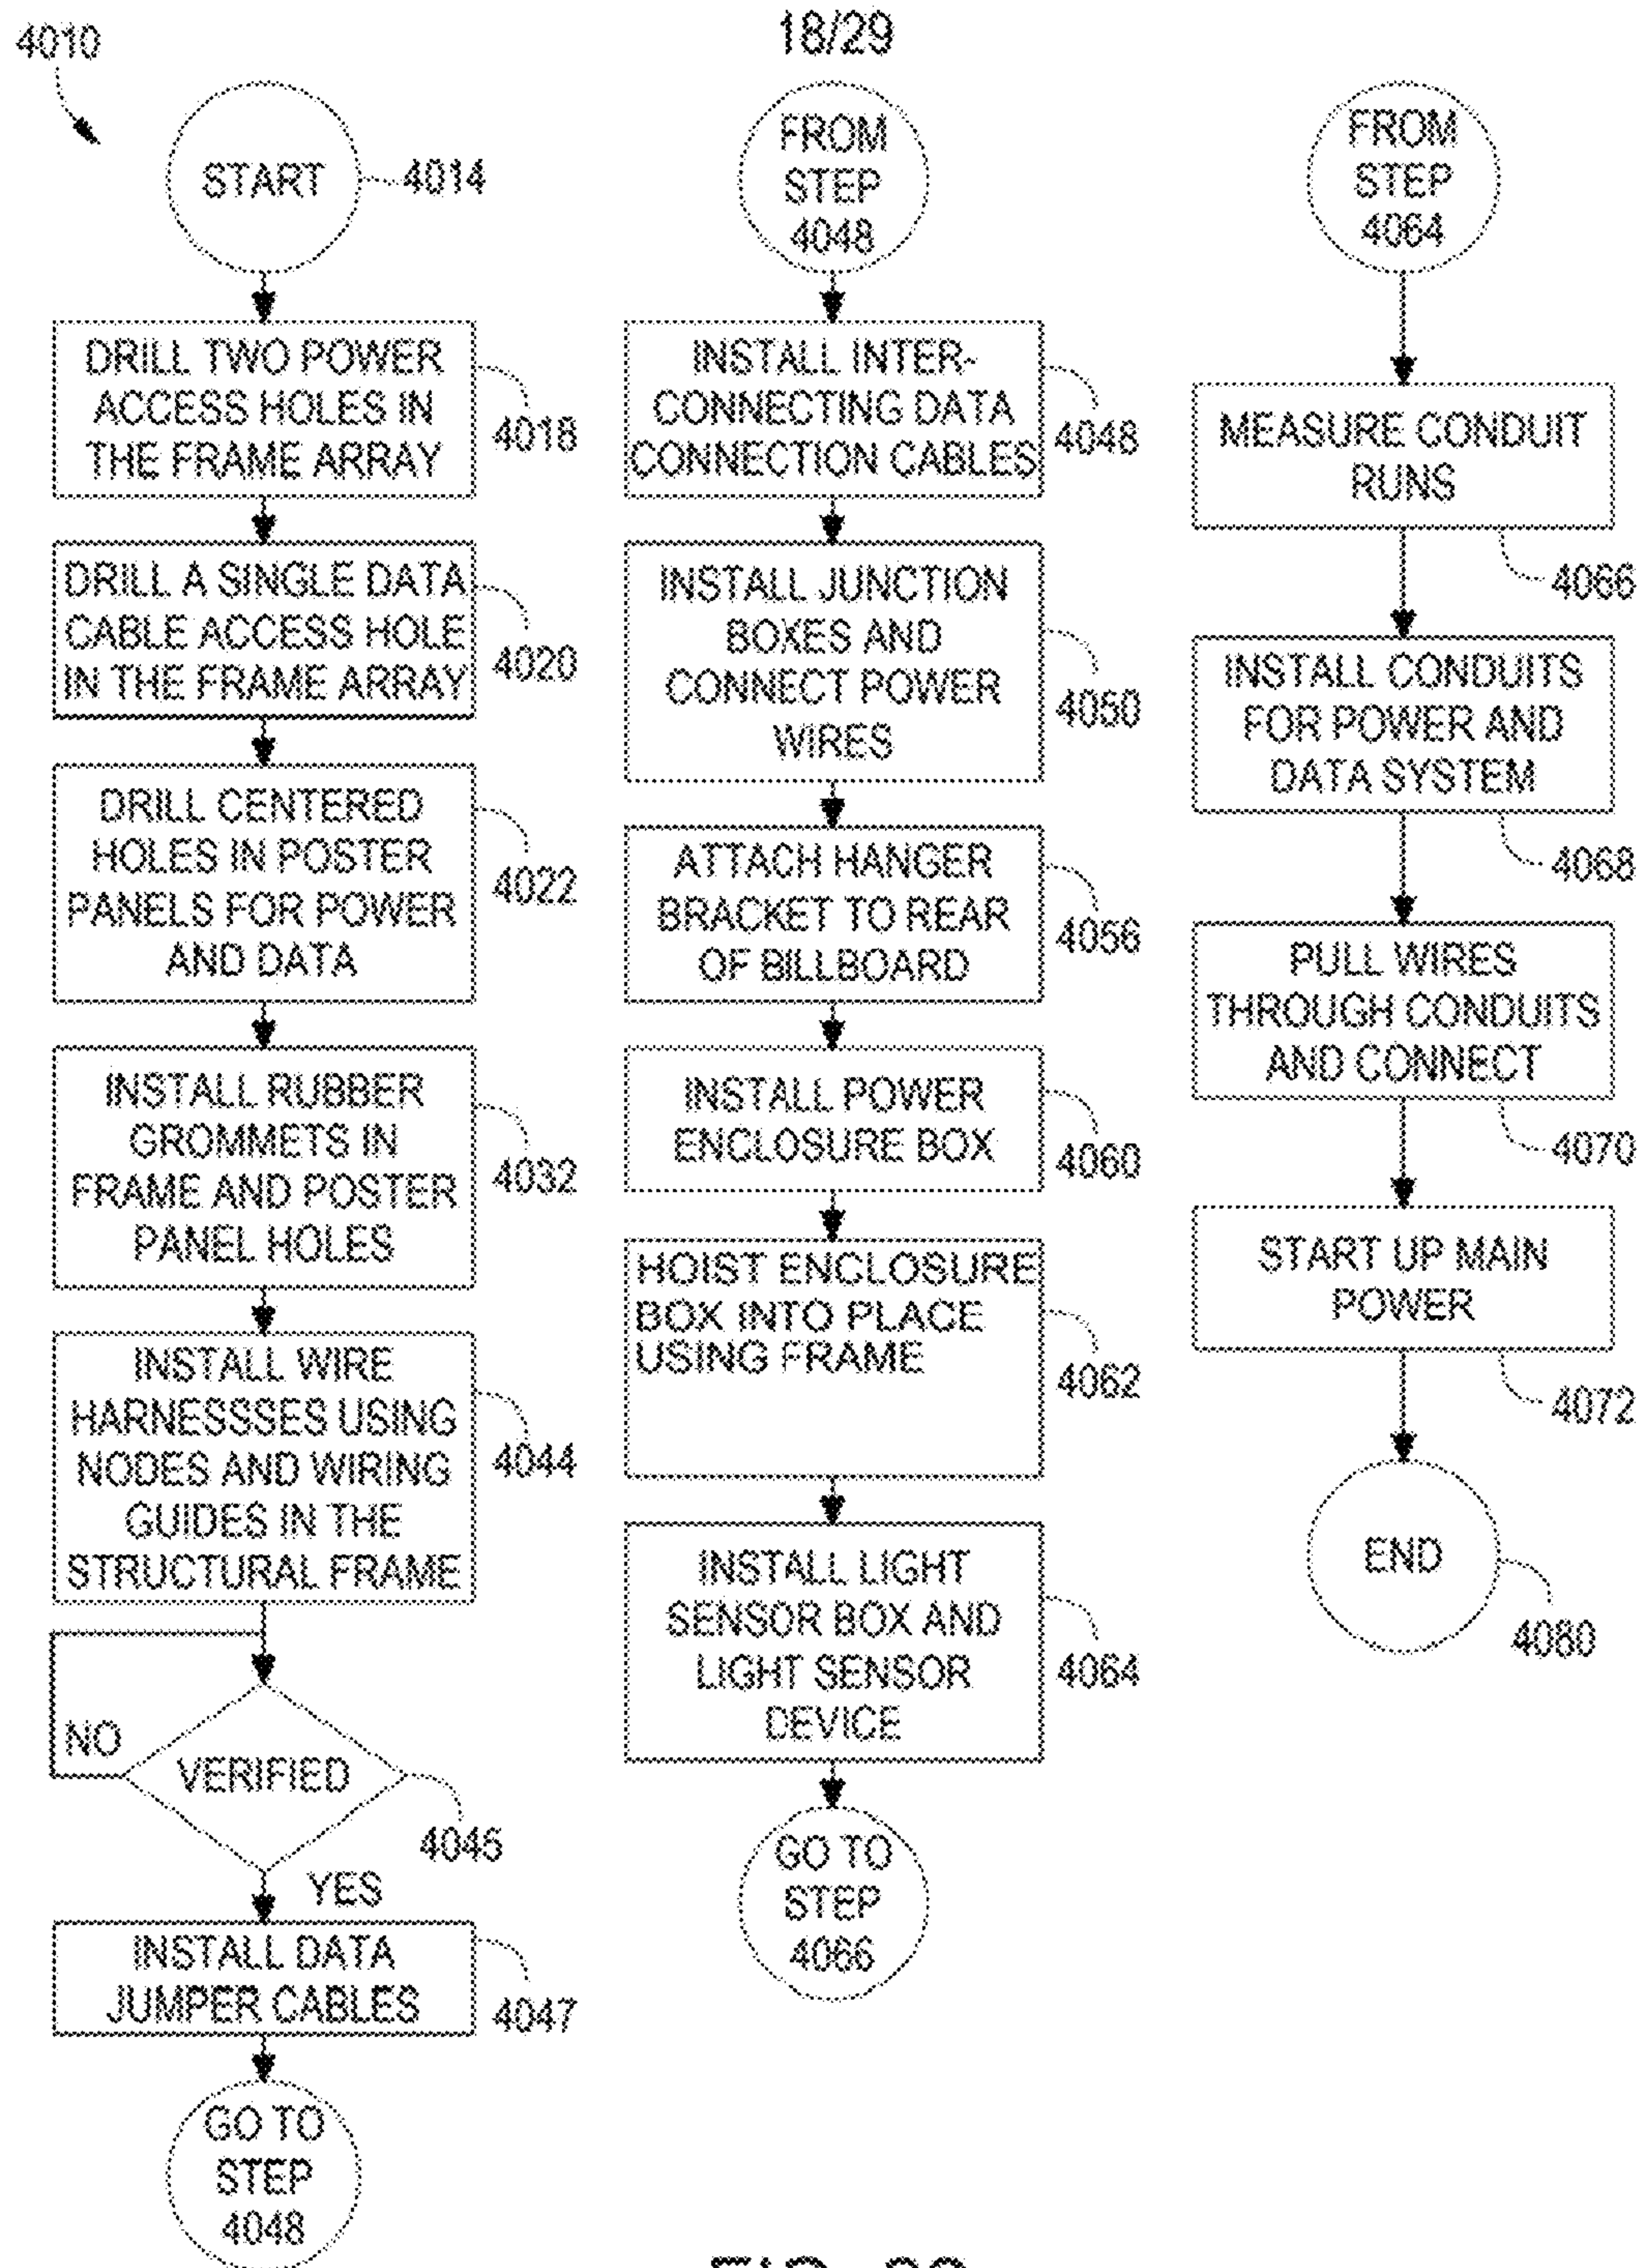 18/29
4010
START
4014
DRILL TWO POWER
ACCESS HOLES IN
THE FRAME ARRAY
4018
DRILL A SINGLE DATA
CABLE ACCESS HOLE
IN THE FRAME ARRAY
4020
DRILL CENTERED
HOLES IN POSTER
PANELS FOR POWER
AND DATA
4022
INSTALL RUBBER
GROMMETS IN
FRAME AND POSTER
PANEL HOLES
4032
INSTALL WIRE
HARNESSSES USING
NODES AND WIRING
GUIDES IN THE
STRUCTURAL FRAME
4044
NO
VERIFIED
4045
YES
INSTALL DATA
JUMPER CABLES
4047
GO TO
STEP
4048
FROM
STEP
4048
INSTALL INTER-
CONNECTING DATA
CONNECTION CABLES
4048
INSTALL JUNCTION
BOXES AND
CONNECT POWER
WIRES
4050
ATTACH HANGER
BRACKET TO REAR
OF BILLBOARD
4056
INSTALL POWER
ENCLOSURE BOX
4060
HOIST ENCLOSURE
BOX INTO PLACE
USING FRAME
4062
INSTALL LIGHT
SENSOR BOX AND
LIGHT SENSOR
DEVICE
4064
GO TO
STEP
4066
FROM
STEP
4064
MEASURE CONDUIT
RUNS
4066
INSTALL CONDUITS
FOR POWER AND
DATA SYSTEM
4068
PULL WIRES
THROUGH CONDUITS
AND CONNECT
4070
START UP MAIN
POWER
4072
END
4080